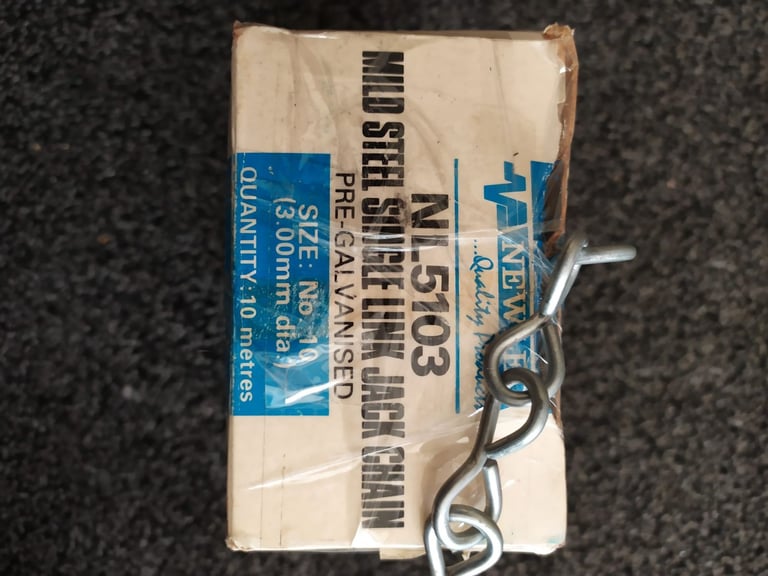 NEW
...Quality
NL5103
MILD STEEL SINGLE LINK JACK CHAIN
PRE-GALVANISED
SIZE: No 10
(3.00mm dia.)
QUANTITY: 10 metres